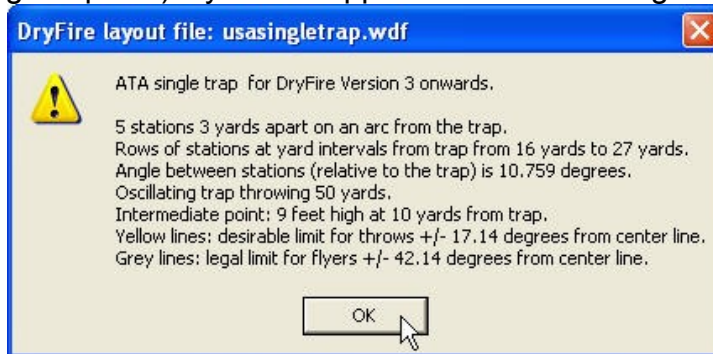 DryFire layout file: usasingletrap.wdf
ATA single trap for DryFire Version 3 onwards.
5 stations 3 yards apart on an arc from the trap.
Rows of stations at yard intervals from trap from 16 yards to 27 yards.
Angle between stations (relative to the trap) is 10.759 degrees.
Oscillating trap throwing 50 yards.
Intermediate point: 9 feet high at 10 yards from trap.
Yellow lines: desirable limit for throws +/- 17.14 degrees from center line.
Grey lines: legal limit for flyers +/- 42.14 degrees from center line.
OK